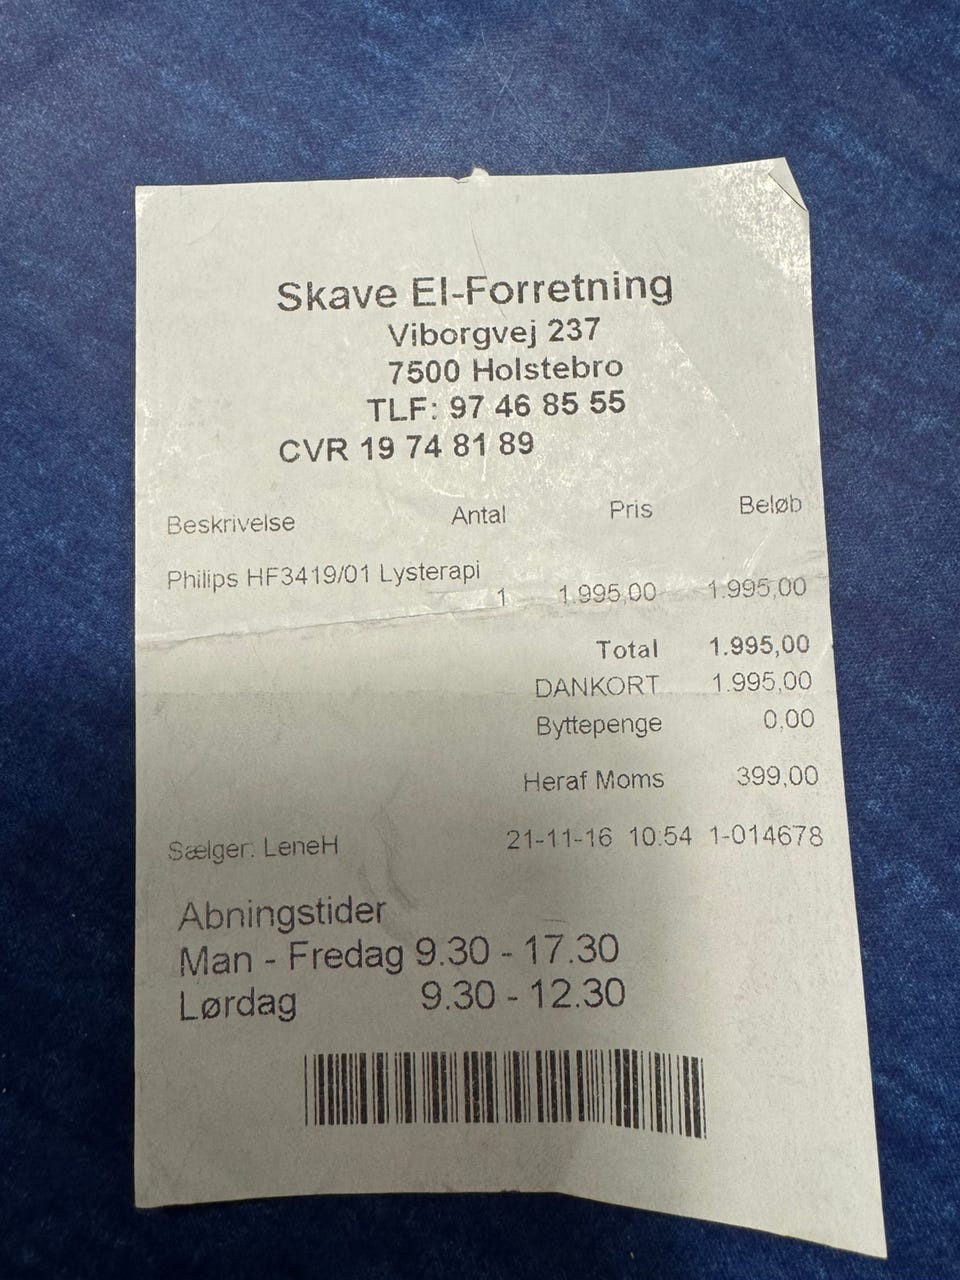 Skave El-Forretning
Viborgvej 237
7500 Holstebro
TLF: 97 46 85 55
CVR 19 74 81 89
Beskrivelse Antal Pris Beløb
Philips HF3419/01 Lysterapi
1 1.995,00 1.995,00
Total 1.995,00
DANKORT 1.995,00
Byttepenge 0,00
Heraf Moms 399,00
Sælger: LeneH 21-11-16 10:54 1-014678
Abningstider
Man - Fredag 9.30 - 17.30
Lørdag 9.30 - 12.30